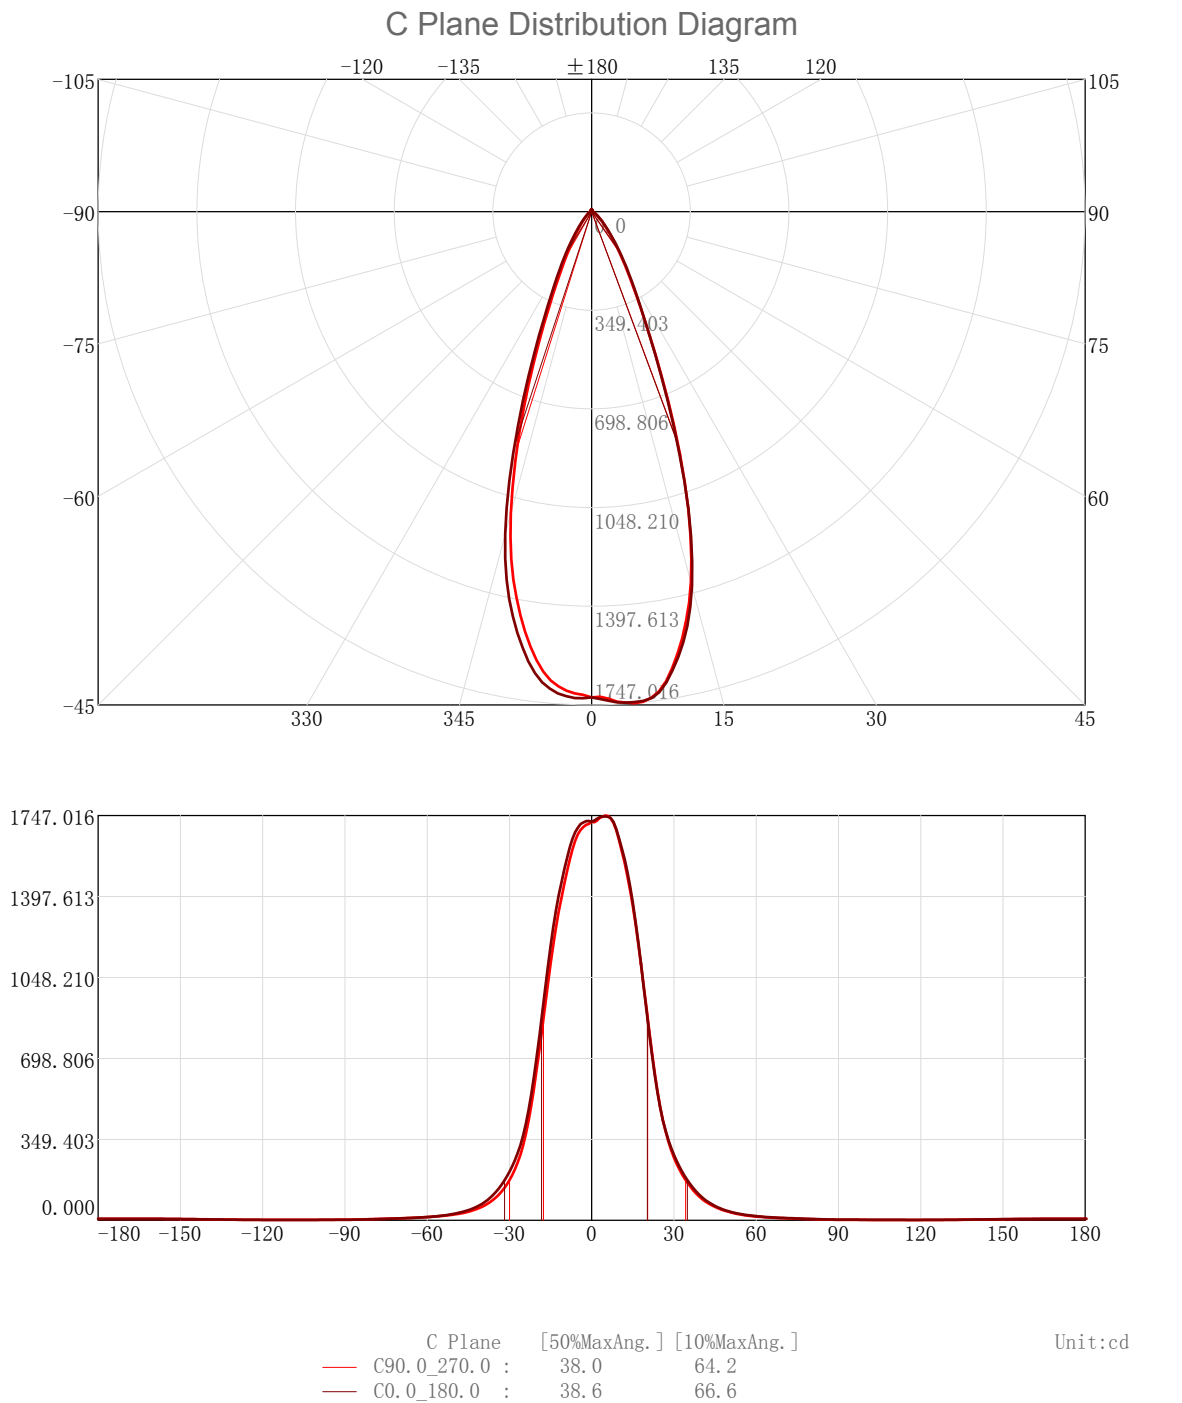 C Plane Distribution Diagram
-120 -135 ±180 135 120
-105 105
-90 90
0
349.403
-75 75
698.806
-60 60
1048.210
1397.613
1747.016
-45
330 345 0 15 30 45
1747.016
1397.613
1048.210
698.806
349.403
0.000
-180 -150 -120 -90 -60 -30 0 30 60 90 120 150 180
C Plane [50%MaxAng.] [10%MaxAng.] Unit:cd
C90.0_270.0 : 38.0 64.2
C0.0_180.0 : 38.6 66.6